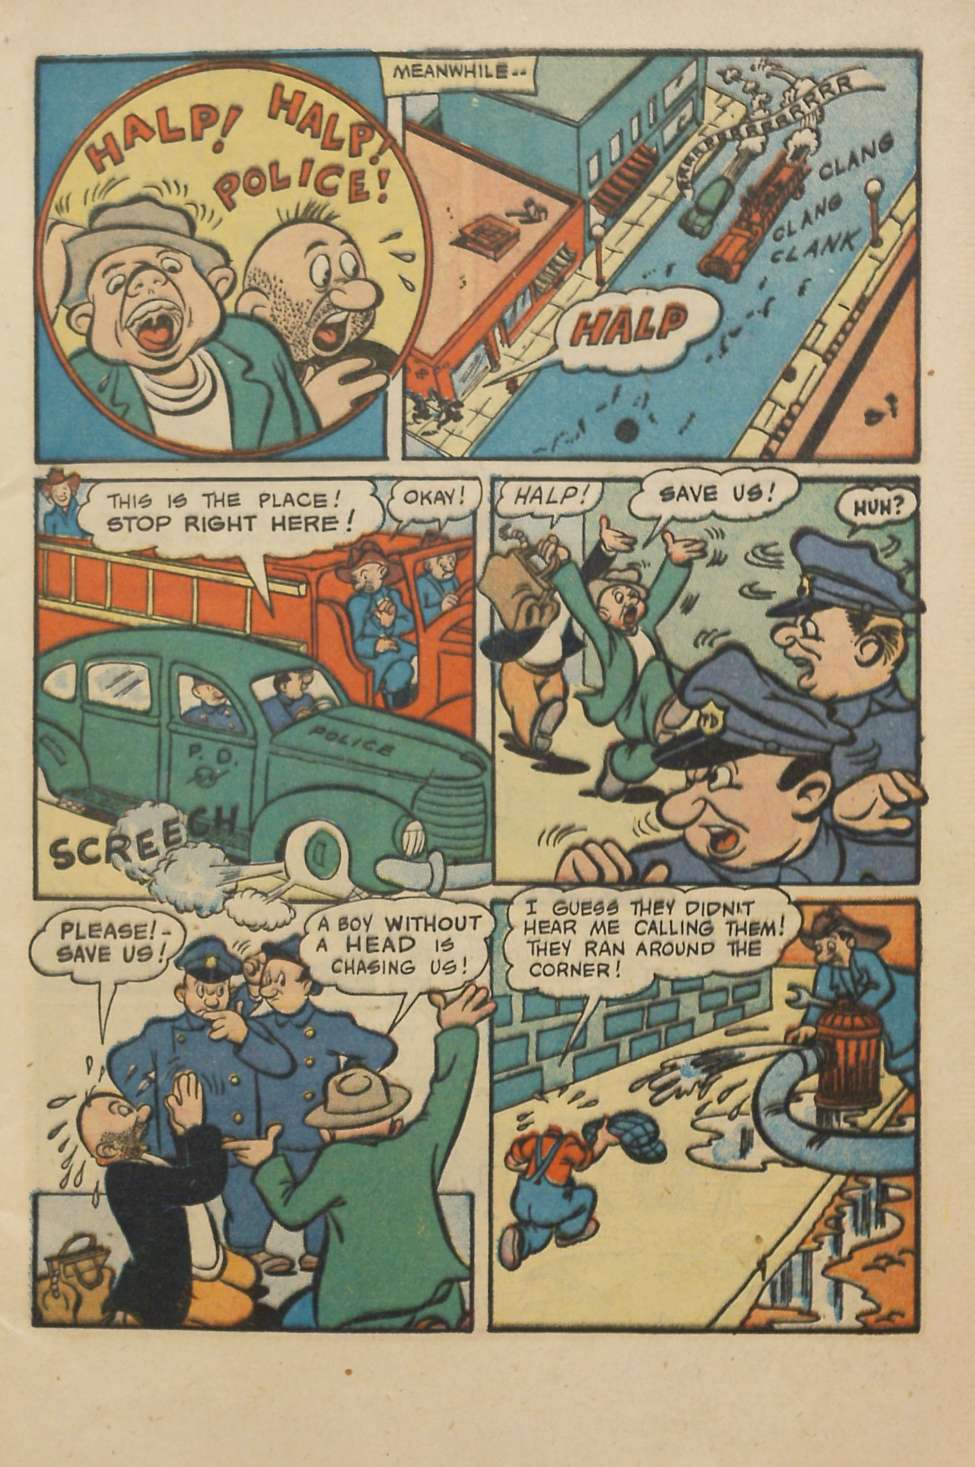 HALP! HALP!
POLICE!
MEANWHILE--
RRRRRRRRRRRRRR
CLANG
CLANG
CLANK
HALP
THIS IS THE PLACE!
STOP RIGHT HERE!
OKAY!
POLICE
P.D.
SCREECH
HALP!
SAVE US!
HUH?
PD
PLEASE!-
SAVE US!
A BOY WITHOUT
A HEAD IS
CHASING US!
I GUESS THEY DIDN'T
HEAR ME CALLING THEM!
THEY RAN AROUND THE
CORNER!